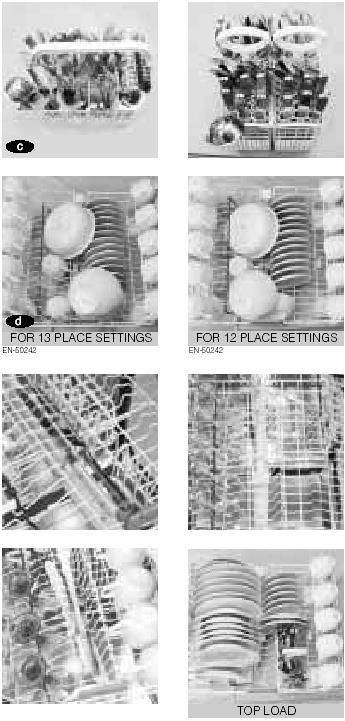 c
d
FOR 13 PLACE SETTINGS
FOR 12 PLACE SETTINGS
EN-50242
EN-50242
TOP LOAD